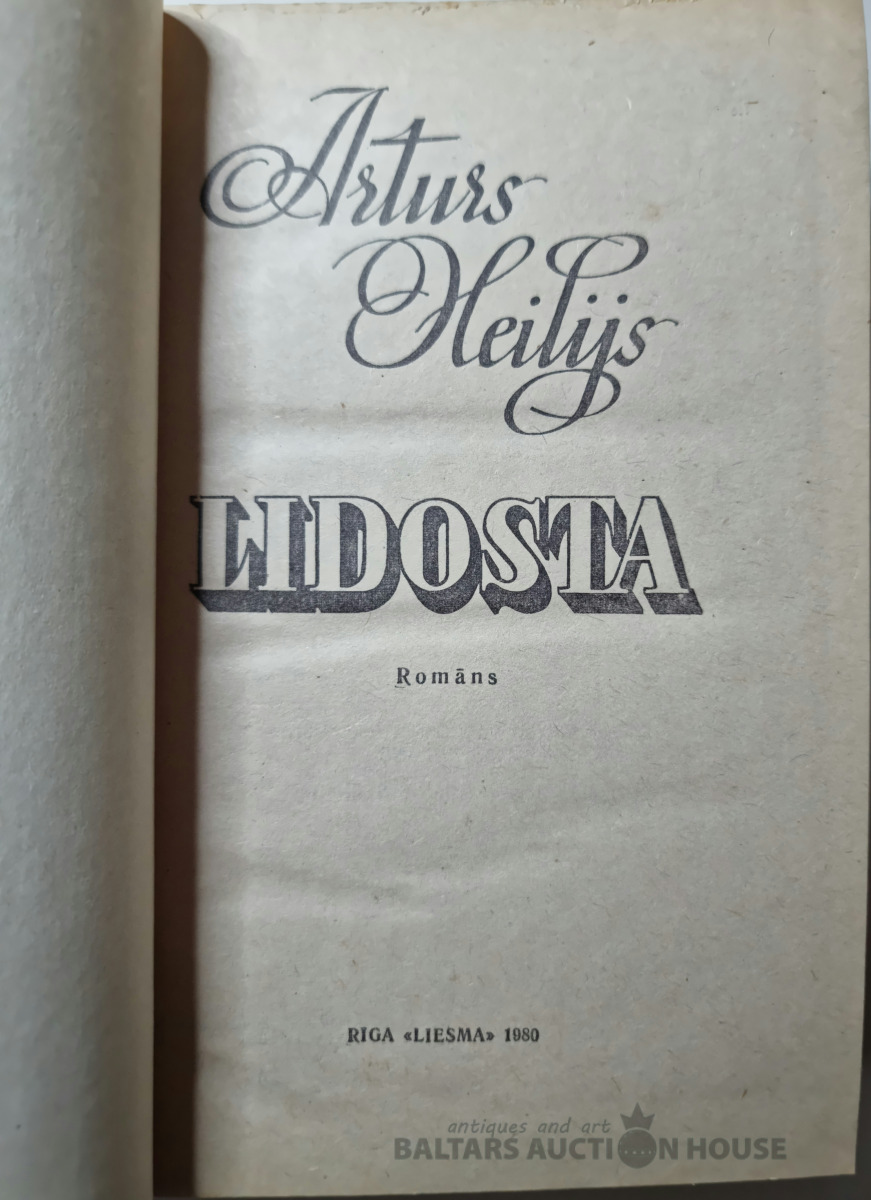 Arturs
Heilijs
LIDOSTA
Romāns
RIGA «LIESMA» 1980
antiques and art
BALTARS AUCTION HOUSE